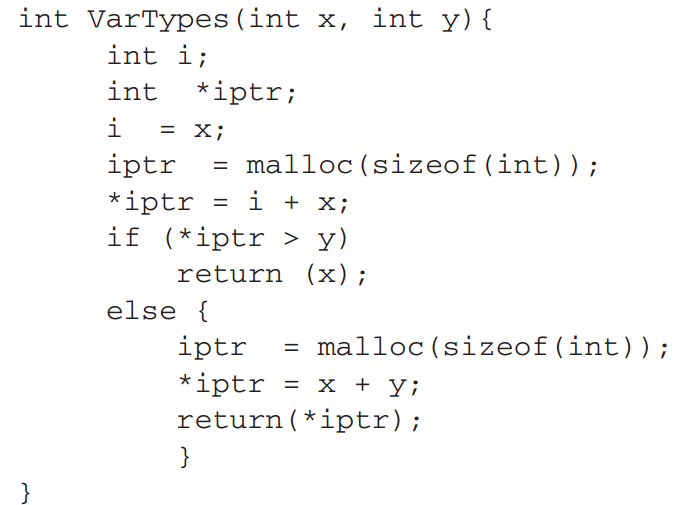 int VarTypes(int x, int y){
int i;
int  *iptr;
i  = x;
iptr  = malloc(sizeof(int));
*iptr = i + x;
if (*iptr > y)
return (x);
else {
iptr  = malloc(sizeof(int));
*iptr = x + y;
return(*iptr);
}
}